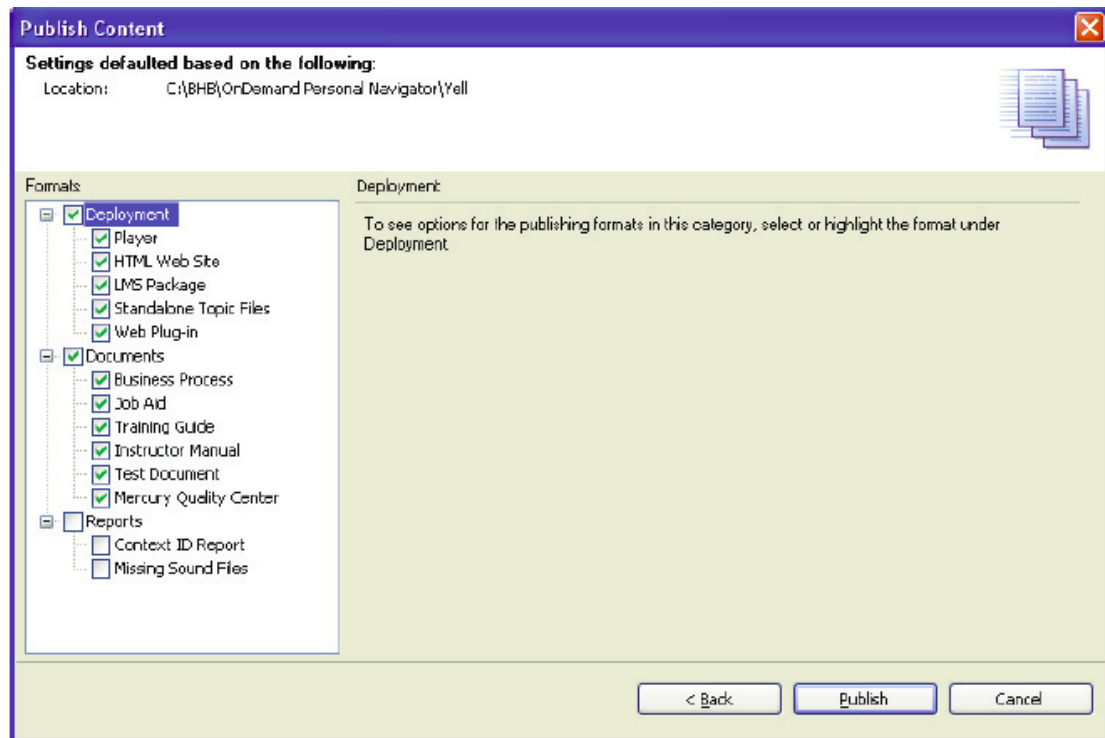 Publish Content
Settings defaulted based on the following:
Location: C:\BHB\OnDemand Personal Navigator\Yell
Formats
Deployment
Deployment
To see options for the publishing formats in this category, select or highlight the format under
Deployment
Player
HTML Web Site
LMS Package
Standalone Topic Files
Web Plug-in
Documents
Business Process
Job Aid
Training Guide
Instructor Manual
Test Document
Mercury Quality Center
Reports
Context ID Report
Missing Sound Files
< Back
Publish
Cancel